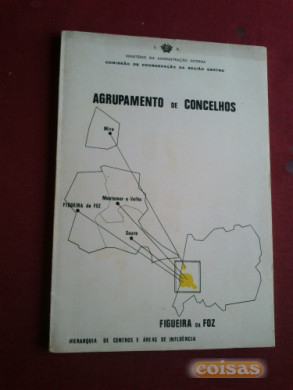 MINISTÉRIO DA ADMINISTRAÇÃO INTERNA
COMISSÃO DE COORDENAÇÃO DA REGIÃO CENTRO
AGRUPAMENTO DE CONCELHOS
Mira
Montemor-o-Velho
FIGUEIRA da FOZ
Soure
FIGUEIRA DA FOZ
HIERARQUIA DE CENTROS E ÁREAS DE INFLUÊNCIA
coisas